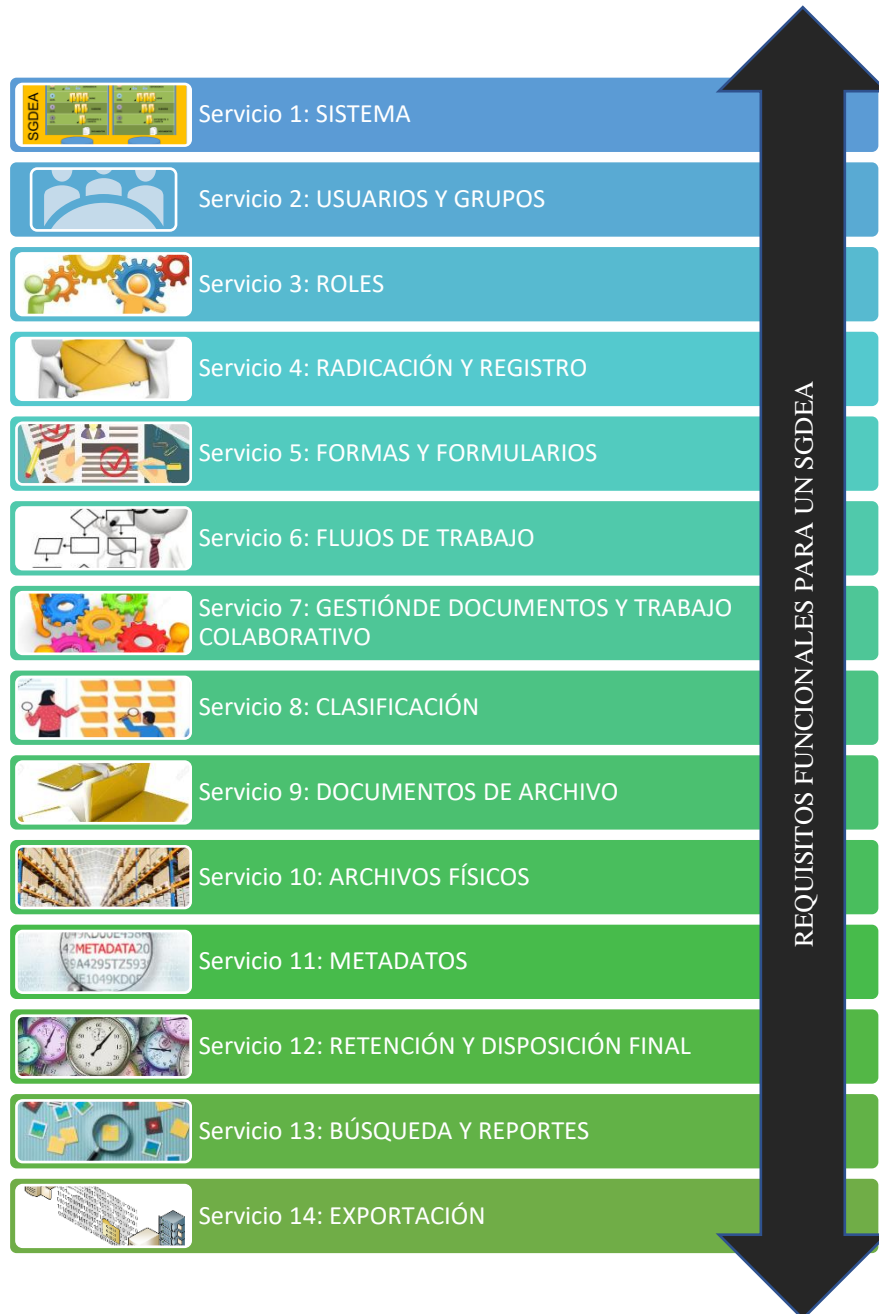 SGDEA
Servicio 1: SISTEMA
Servicio 2: USUARIOS Y GRUPOS
Servicio 3: ROLES
Servicio 4: RADICACIÓN Y REGISTRO
Servicio 5: FORMAS Y FORMULARIOS
Servicio 6: FLUJOS DE TRABAJO
Servicio 7: GESTIÓNDE DOCUMENTOS Y TRABAJO
COLABORATIVO
Servicio 8: CLASIFICACIÓN
Servicio 9: DOCUMENTOS DE ARCHIVO
Servicio 10: ARCHIVOS FÍSICOS
42METADATA20
Servicio 11: METADATOS
Servicio 12: RETENCIÓN Y DISPOSICIÓN FINAL
Servicio 13: BÚSQUEDA Y REPORTES
Servicio 14: EXPORTACIÓN
REQUISITOS FUNCIONALES PARA UN SGDEA